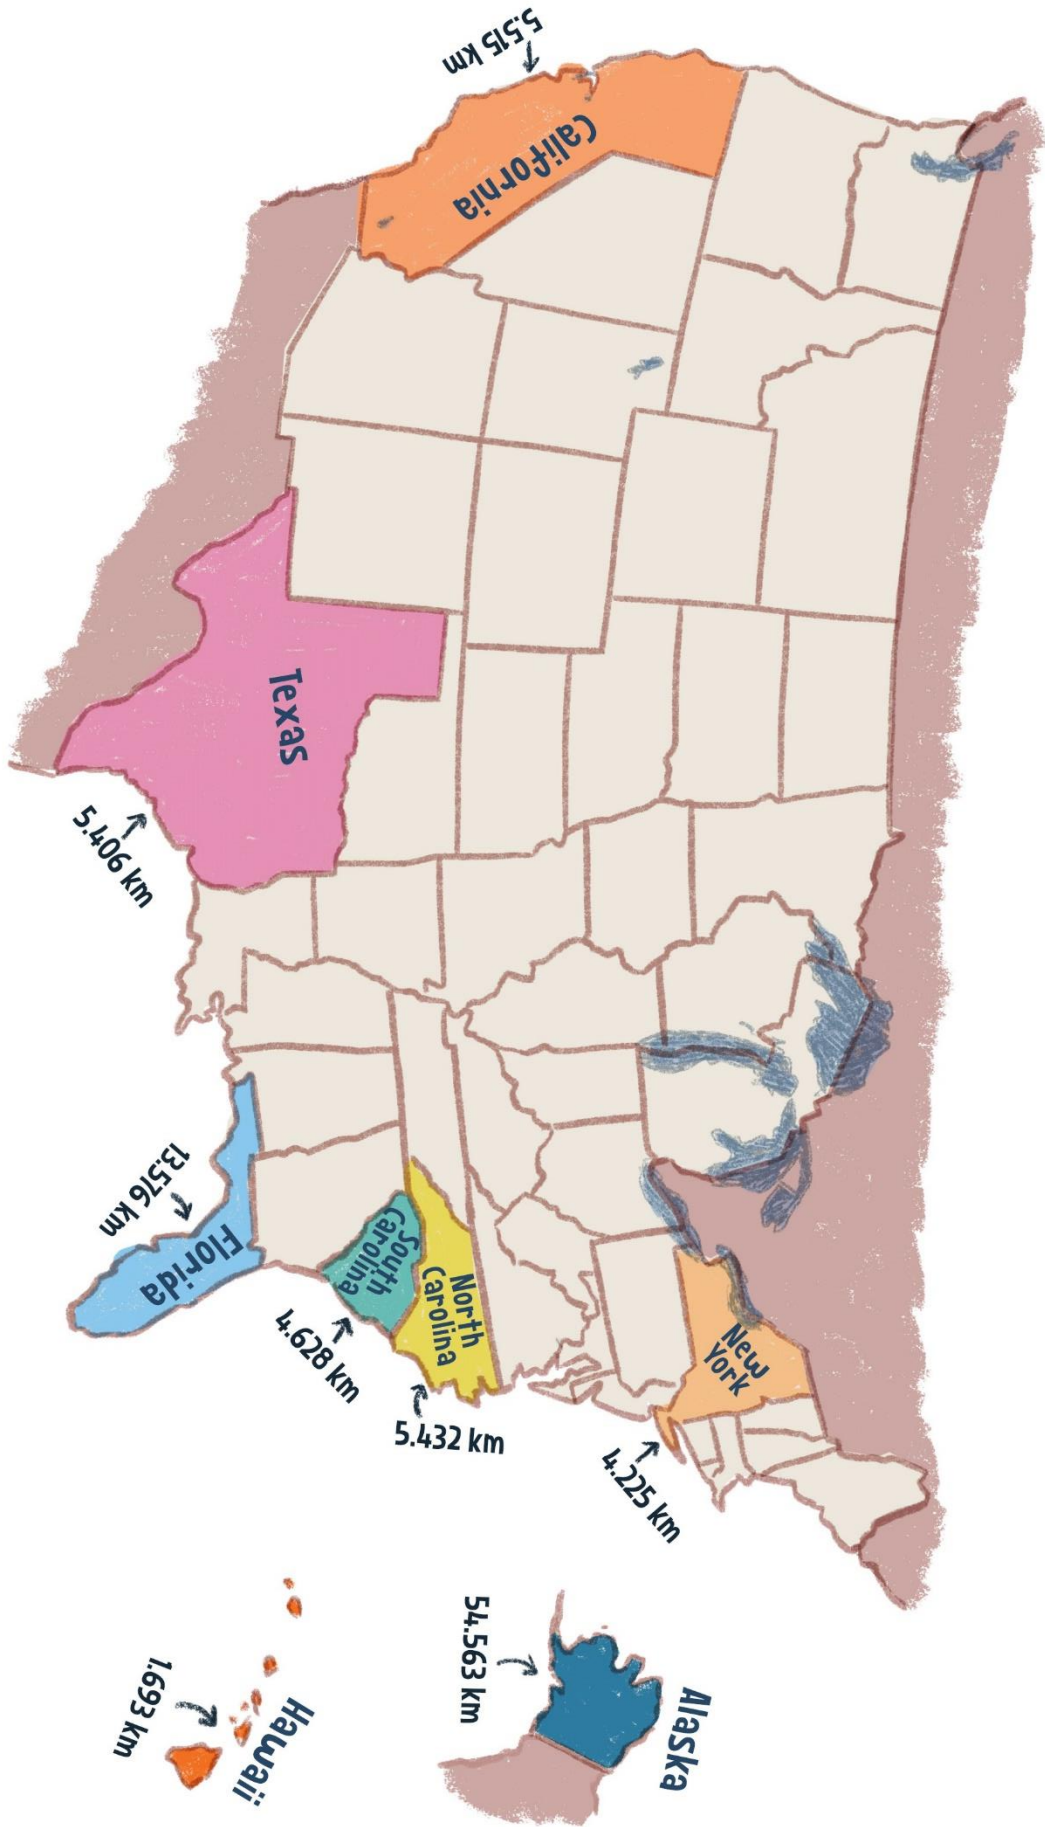 5.515 km
California
Texas
5.406 km
13.576 km
Florida
South
Carolina
4.628 km
North
Carolina
5.432 km
New
York
4.225 km
54.563 km
Alaska
1.693 km
Hawaii